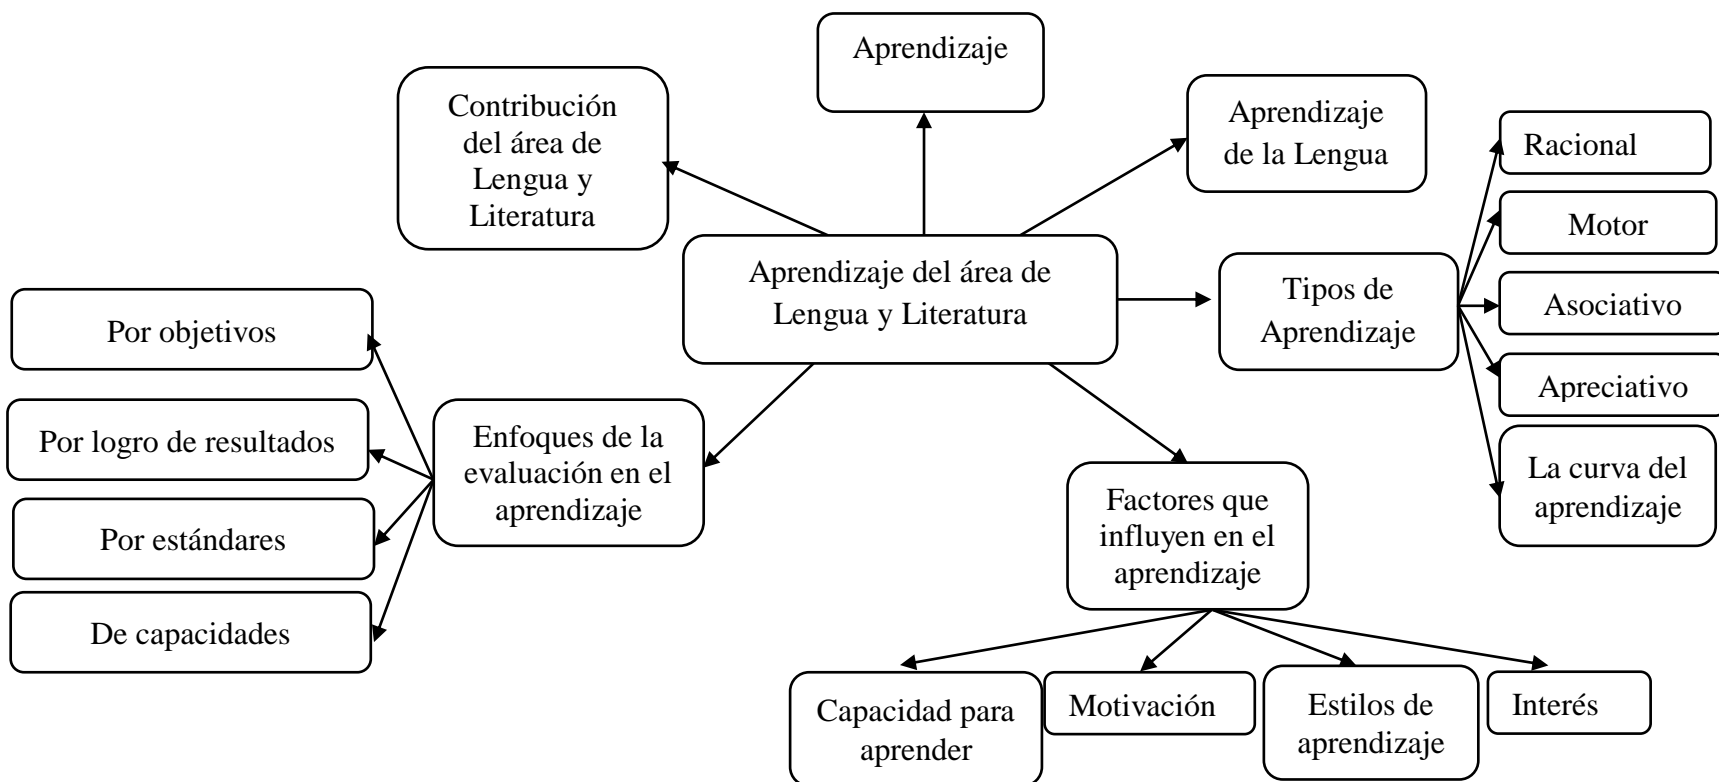 Aprendizaje
Contribución
del área de
Lengua y
Literatura
Aprendizaje
de la Lengua
Racional
Motor
Asociativo
Apreciativo
La curva del
aprendizaje
Tipos de
Aprendizaje
Aprendizaje del área de
Lengua y Literatura
Por objetivos
Por logro de resultados
Por estándares
De capacidades
Enfoques de la
evaluación en el
aprendizaje
Factores que
influyen en el
aprendizaje
Capacidad para
aprender
Motivación
Estilos de
aprendizaje
Interés